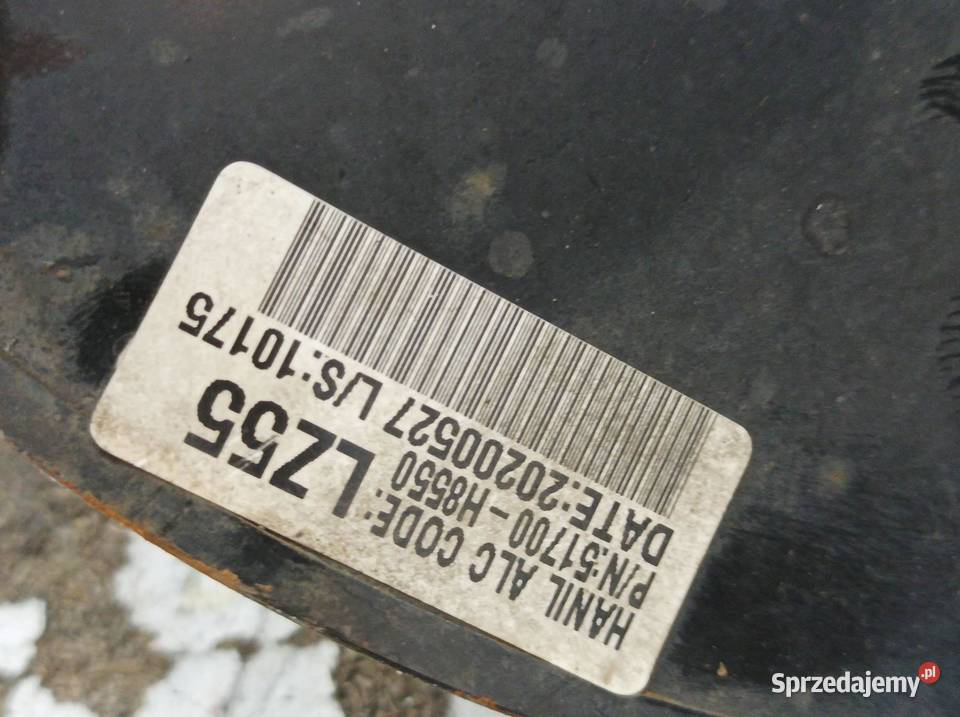 HANIL ALC CODE: LZ55
P/N:51700-H8550
DATE:20200527 L/S:10175
Sprzedajemy.pl